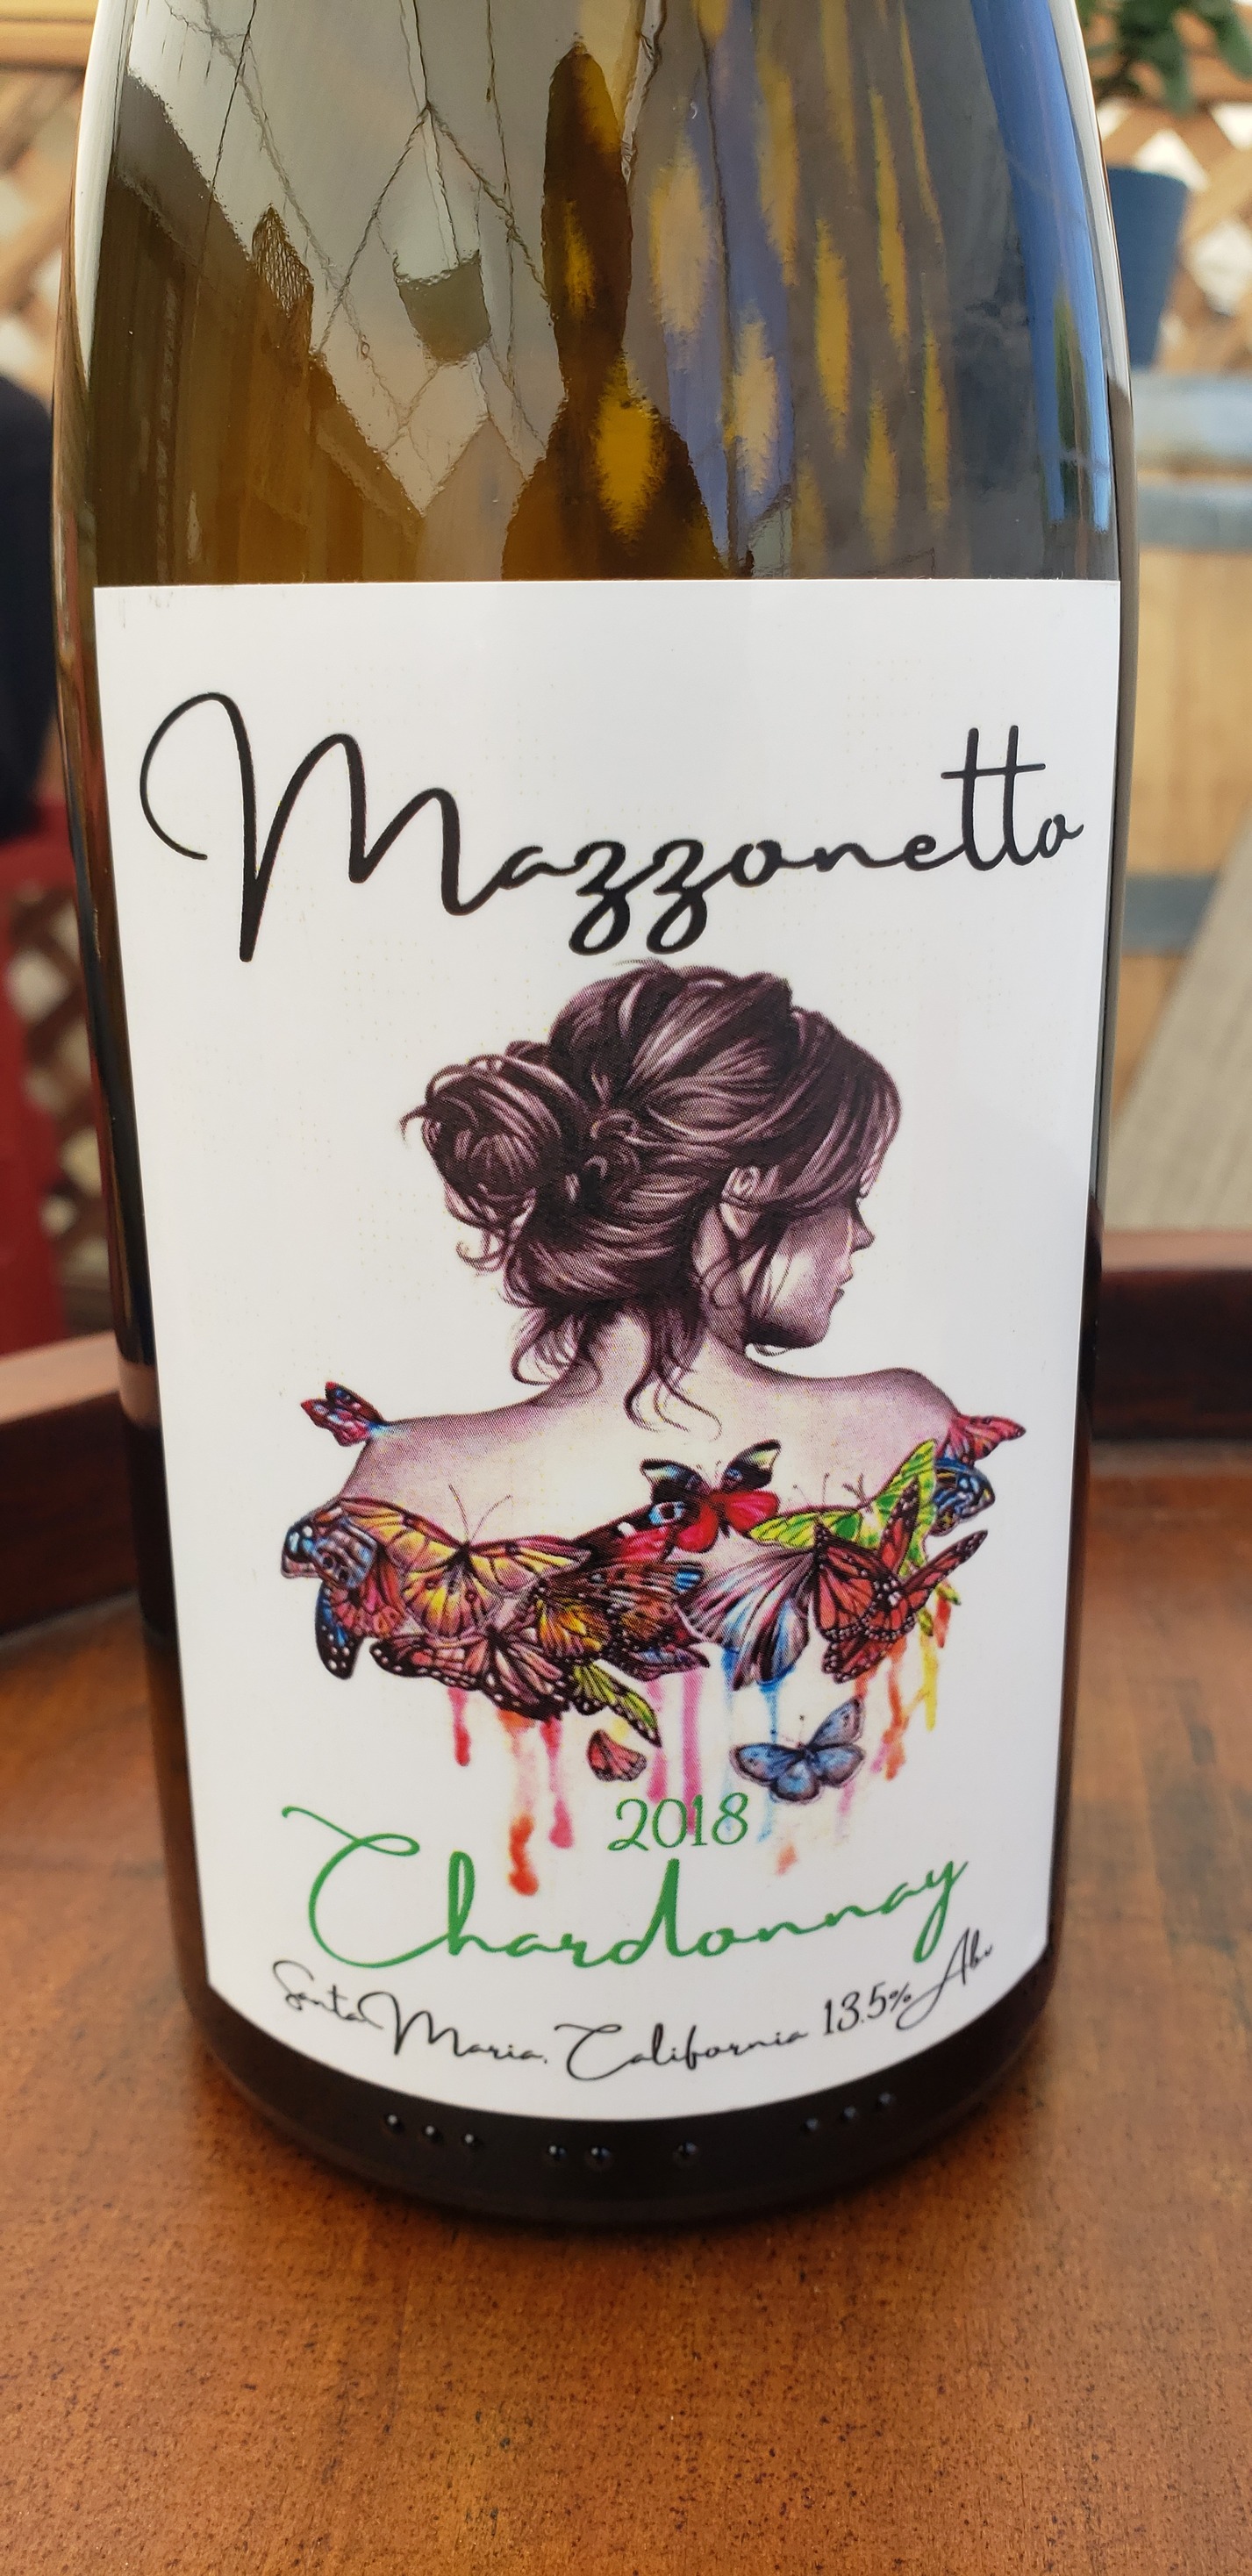 Mazzonetto
2018
Chardonnay
Santa Maria, California 13.5% Abv